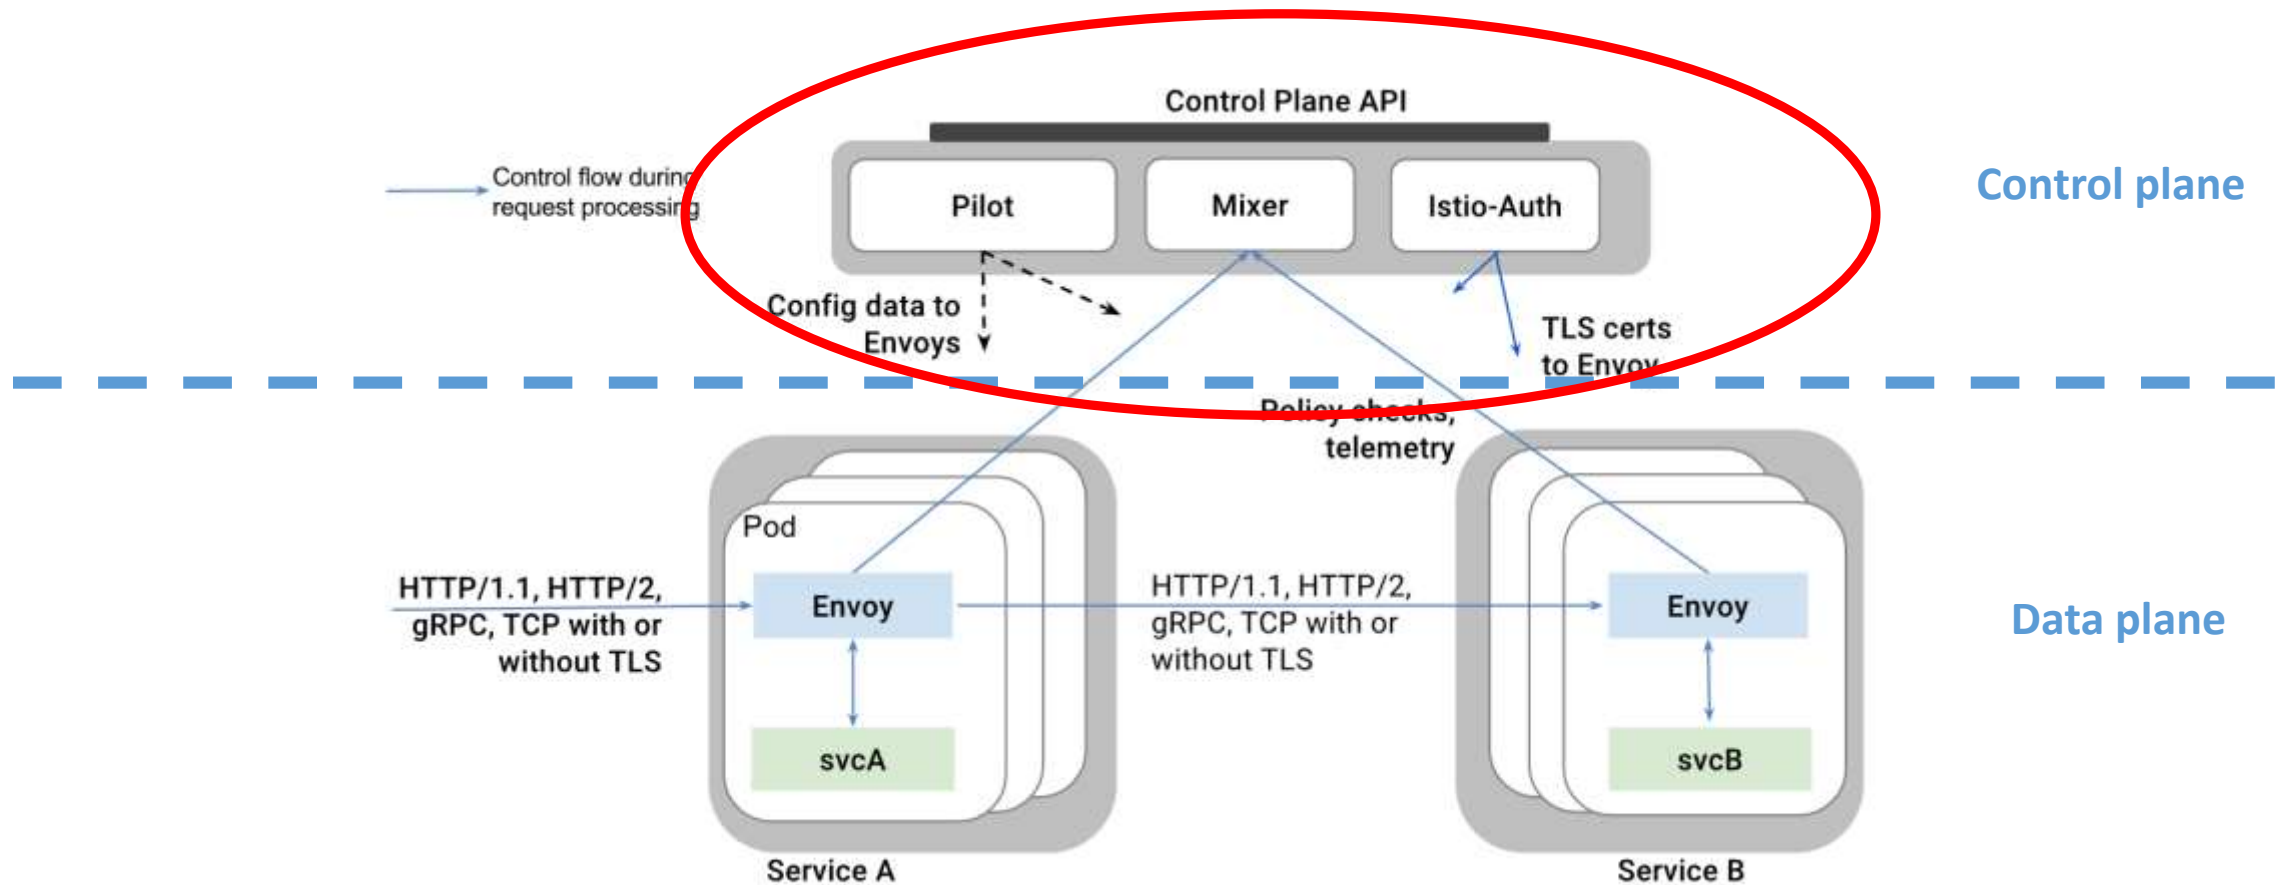 Control Plane API
Control flow during
request processing
Pilot
Mixer
Istio-Auth
Control plane
Config data to
Envoys
TLS certs
to Envoy
Policy checks,
telemetry
Pod
HTTP/1.1, HTTP/2,
gRPC, TCP with or
without TLS
Envoy
HTTP/1.1, HTTP/2,
gRPC, TCP with or
without TLS
Envoy
Data plane
svcA
svcB
Service A
Service B